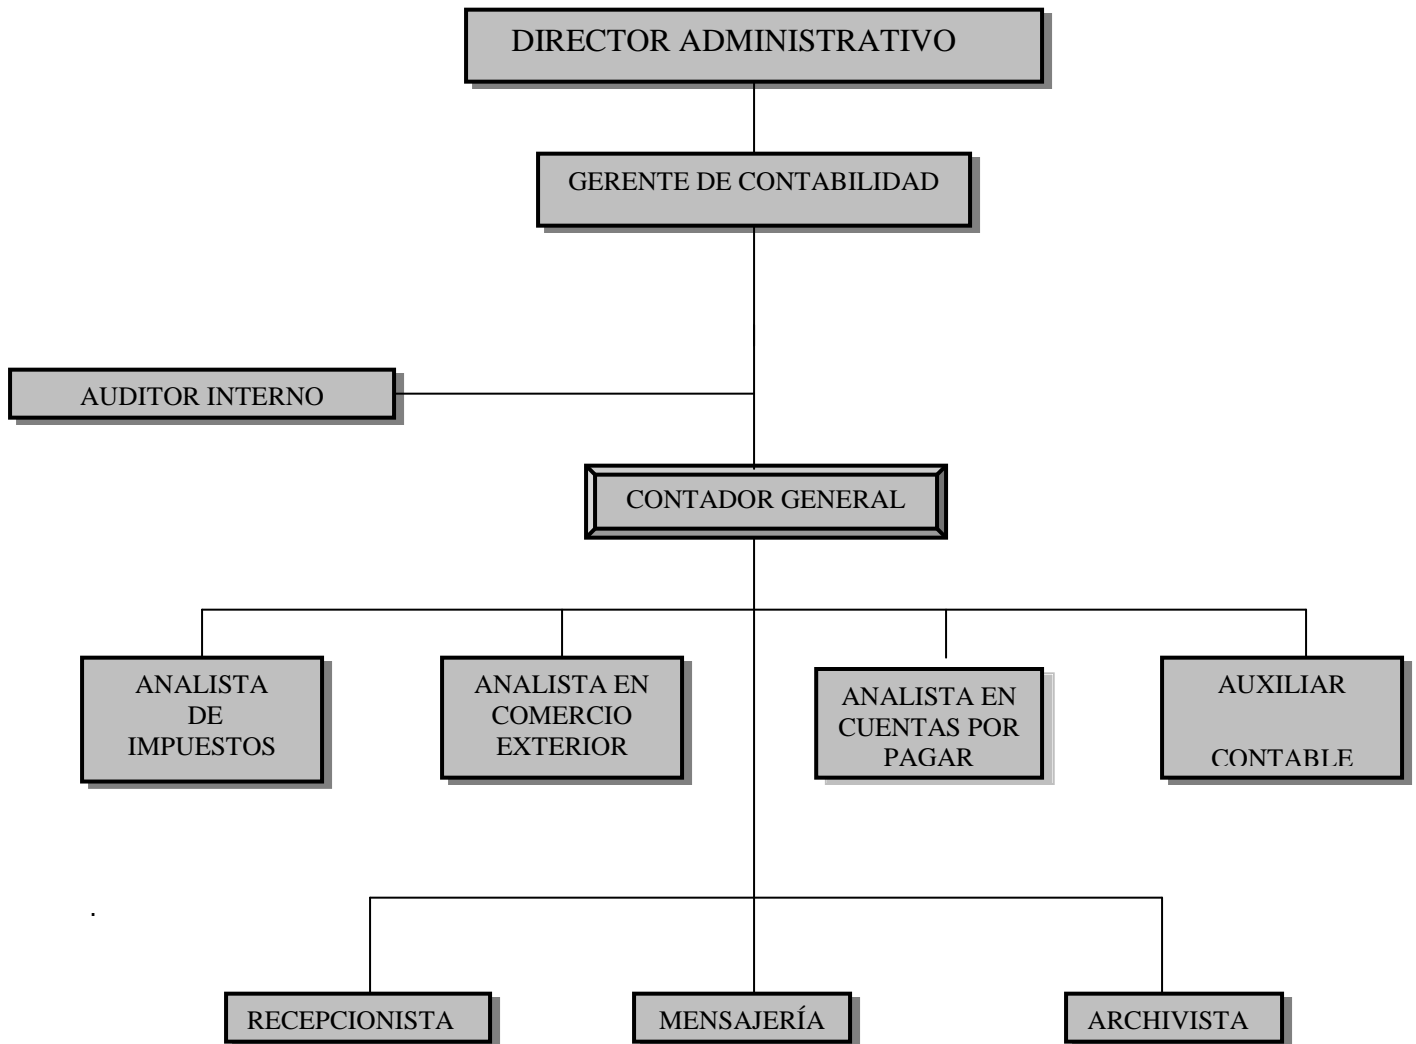 DIRECTOR ADMINISTRATIVO
GERENTE DE CONTABILIDAD
AUDITOR INTERNO
CONTADOR GENERAL
ANALISTA
DE
IMPUESTOS
ANALISTA EN
COMERCIO
EXTERIOR
ANALISTA EN
CUENTAS POR
PAGAR
AUXILIAR
CONTABLE
.
RECEPCIONISTA
MENSAJERÍA
ARCHIVISTA